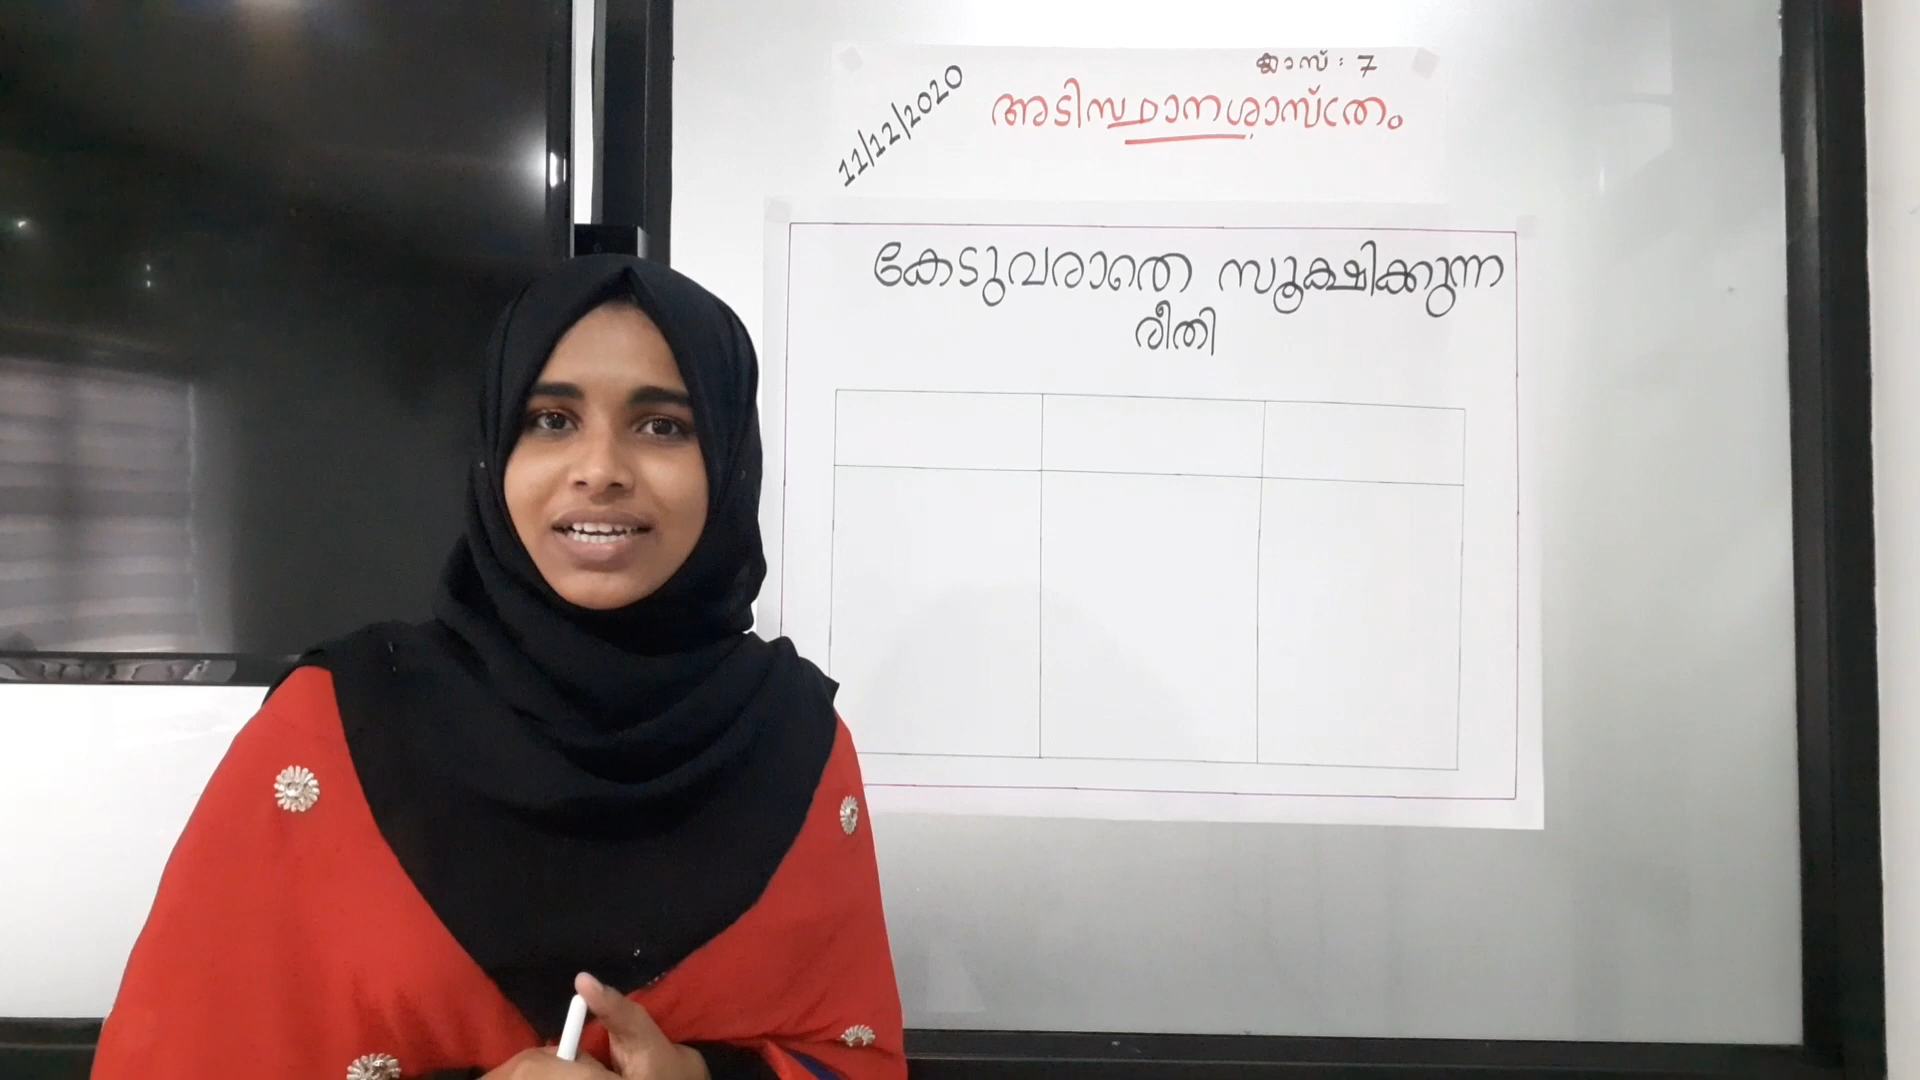 ക്ലാസ് : 7
11/12/2020
അടിസ്ഥാനശാസ്ത്രം
കേടുവരാതെ സൂക്ഷിക്കുന്ന
രീതി